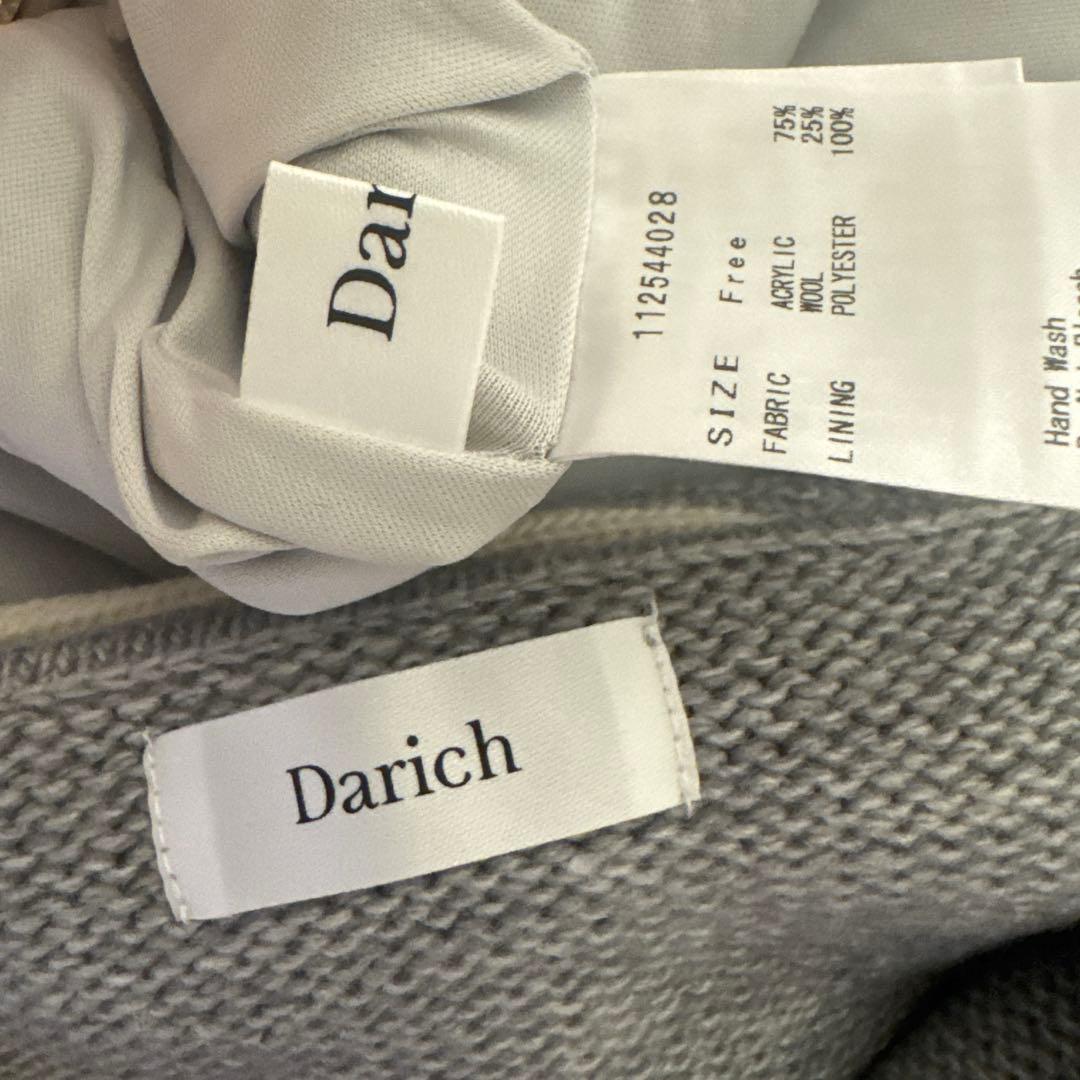 Dar
112544028
SIZE Free
FABRIC ACRYLIC 75%
WOOL 25%
LINING POLYESTER 100%
Hand Wash
Darich